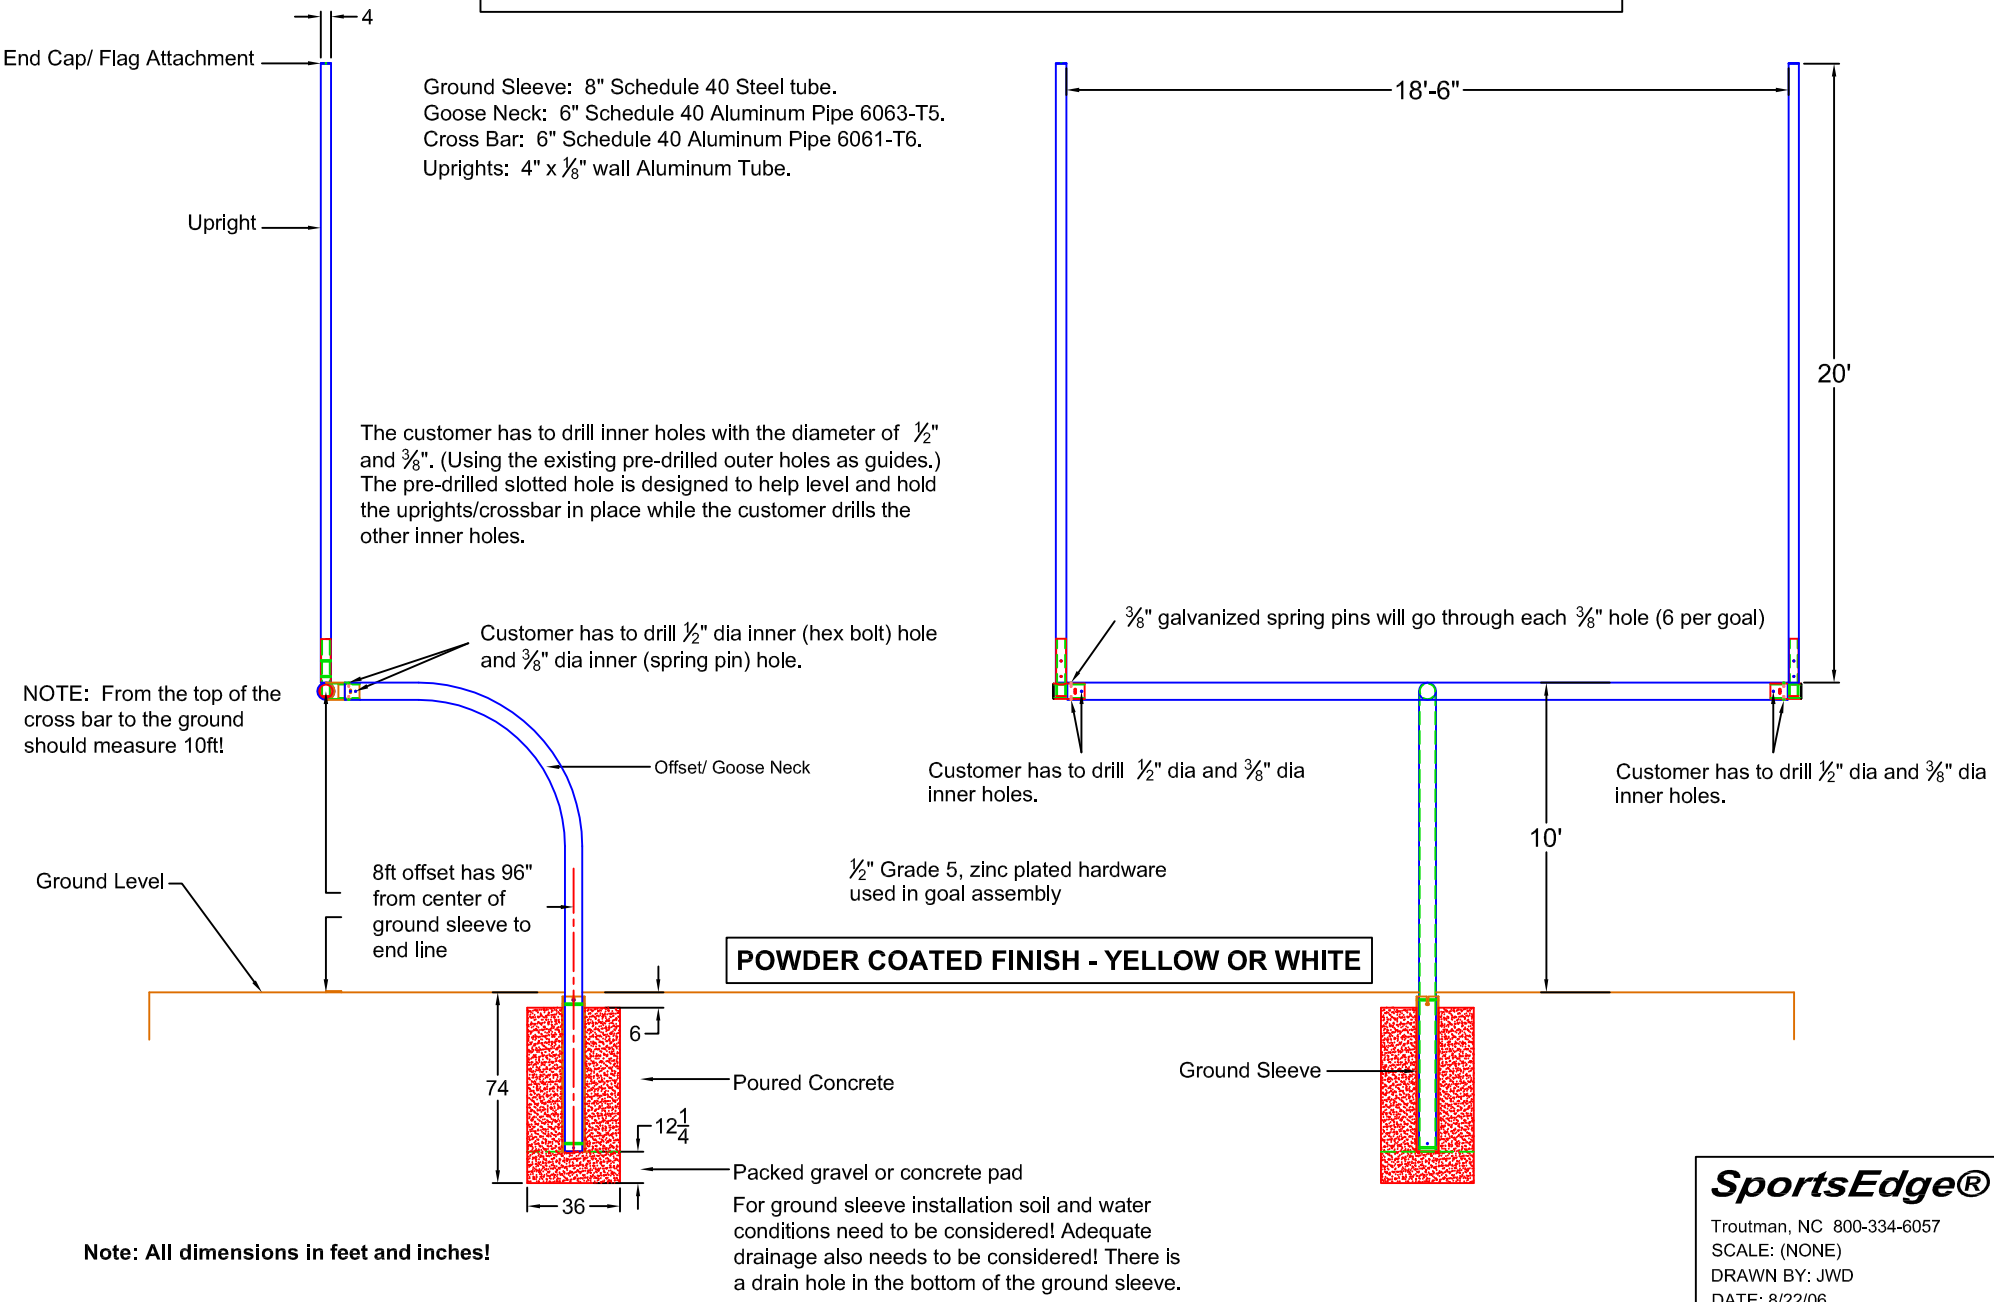 4
End Cap/ Flag Attachment
Ground Sleeve: 8" Schedule 40 Steel tube.
Goose Neck: 6" Schedule 40 Aluminum Pipe 6063-T5.
Cross Bar: 6" Schedule 40 Aluminum Pipe 6061-T6.
Uprights: 4" x 1/8" wall Aluminum Tube.
18'-6"
Upright
20'
The customer has to drill inner holes with the diameter of 1/2"
and 3/8". (Using the existing pre-drilled outer holes as guides.)
The pre-drilled slotted hole is designed to help level and hold
the uprights/crossbar in place while the customer drills the
other inner holes.
Customer has to drill 1/2" dia inner (hex bolt) hole
and 3/8" dia inner (spring pin) hole.
3/8" galvanized spring pins will go through each 3/8" hole (6 per goal)
NOTE: From the top of the
cross bar to the ground
should measure 10ft!
Offset/ Goose Neck
Customer has to drill 1/2" dia and 3/8" dia
inner holes.
Customer has to drill 1/2" dia and 3/8" dia
inner holes.
10'
Ground Level
8ft offset has 96"
from center of
ground sleeve to
end line
1/2" Grade 5, zinc plated hardware
used in goal assembly
POWDER COATED FINISH - YELLOW OR WHITE
6
74
Poured Concrete
Ground Sleeve
12 1/4
Packed gravel or concrete pad
36
For ground sleeve installation soil and water
conditions need to be considered! Adequate
drainage also needs to be considered! There is
a drain hole in the bottom of the ground sleeve.
Note: All dimensions in feet and inches!
SportsEdge®
Troutman, NC 800-334-6057
SCALE: (NONE)
DRAWN BY: JWD
DATE: 8/22/06